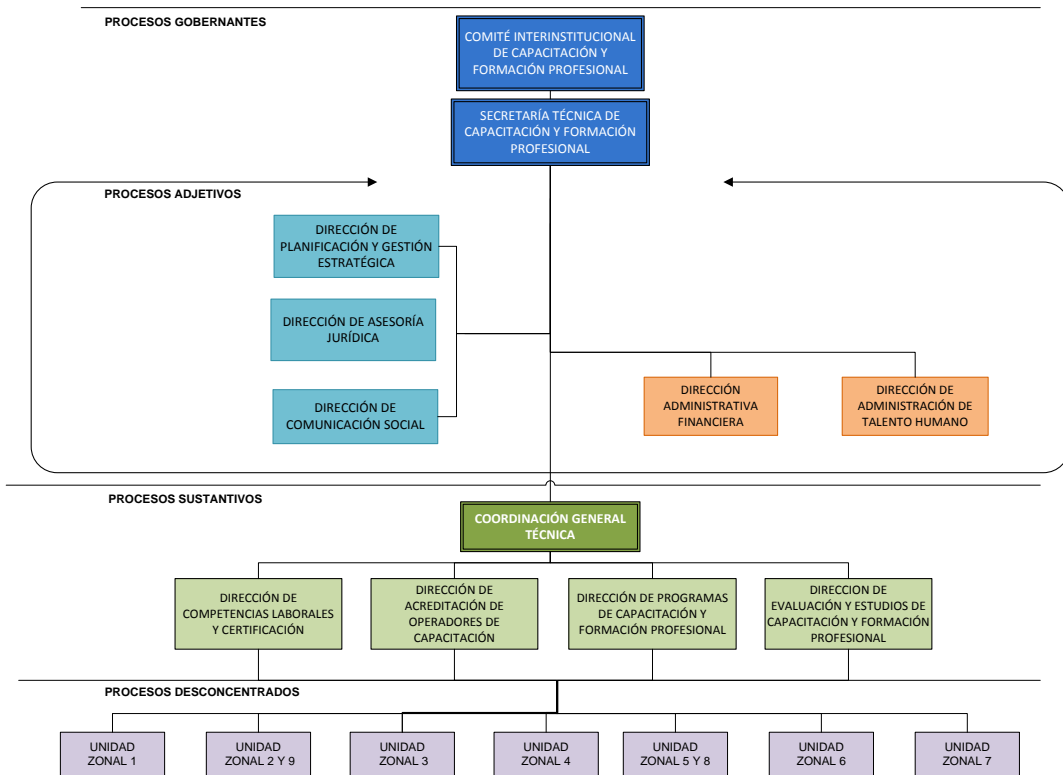 PROCESOS GOBERNANTES
COMITÉ INTERINSTITUCIONAL
DE CAPACITACIÓN Y
FORMACIÓN PROFESIONAL
SECRETARÍA TÉCNICA DE
CAPACITACIÓN Y FORMACIÓN
PROFESIONAL
PROCESOS ADJETIVOS
DIRECCIÓN DE
PLANIFICACIÓN Y GESTIÓN
ESTRATÉGICA
DIRECCIÓN DE ASESORÍA
JURÍDICA
DIRECCIÓN DE
COMUNICACIÓN SOCIAL
DIRECCIÓN
ADMINISTRATIVA
FINANCIERA
DIRECCIÓN DE
ADMINISTRACIÓN DE
TALENTO HUMANO
PROCESOS SUSTANTIVOS
COORDINACIÓN GENERAL
TÉCNICA
DIRECCIÓN DE
COMPETENCIAS LABORALES
Y CERTIFICACIÓN
DIRECCIÓN DE
ACREDITACIÓN DE
OPERADORES DE
CAPACITACIÓN
DIRECCIÓN DE PROGRAMAS
DE CAPACITACIÓN Y
FORMACIÓN PROFESIONAL
DIRECCION DE
EVALUACIÓN Y ESTUDIOS DE
CAPACITACIÓN Y FORMACIÓN
PROFESIONAL
PROCESOS DESCONCENTRADOS
UNIDAD
ZONAL 1
UNIDAD
ZONAL 2 Y 9
UNIDAD
ZONAL 3
UNIDAD
ZONAL 4
UNIDAD
ZONAL 5 Y 8
UNIDAD
ZONAL 6
UNIDAD
ZONAL 7